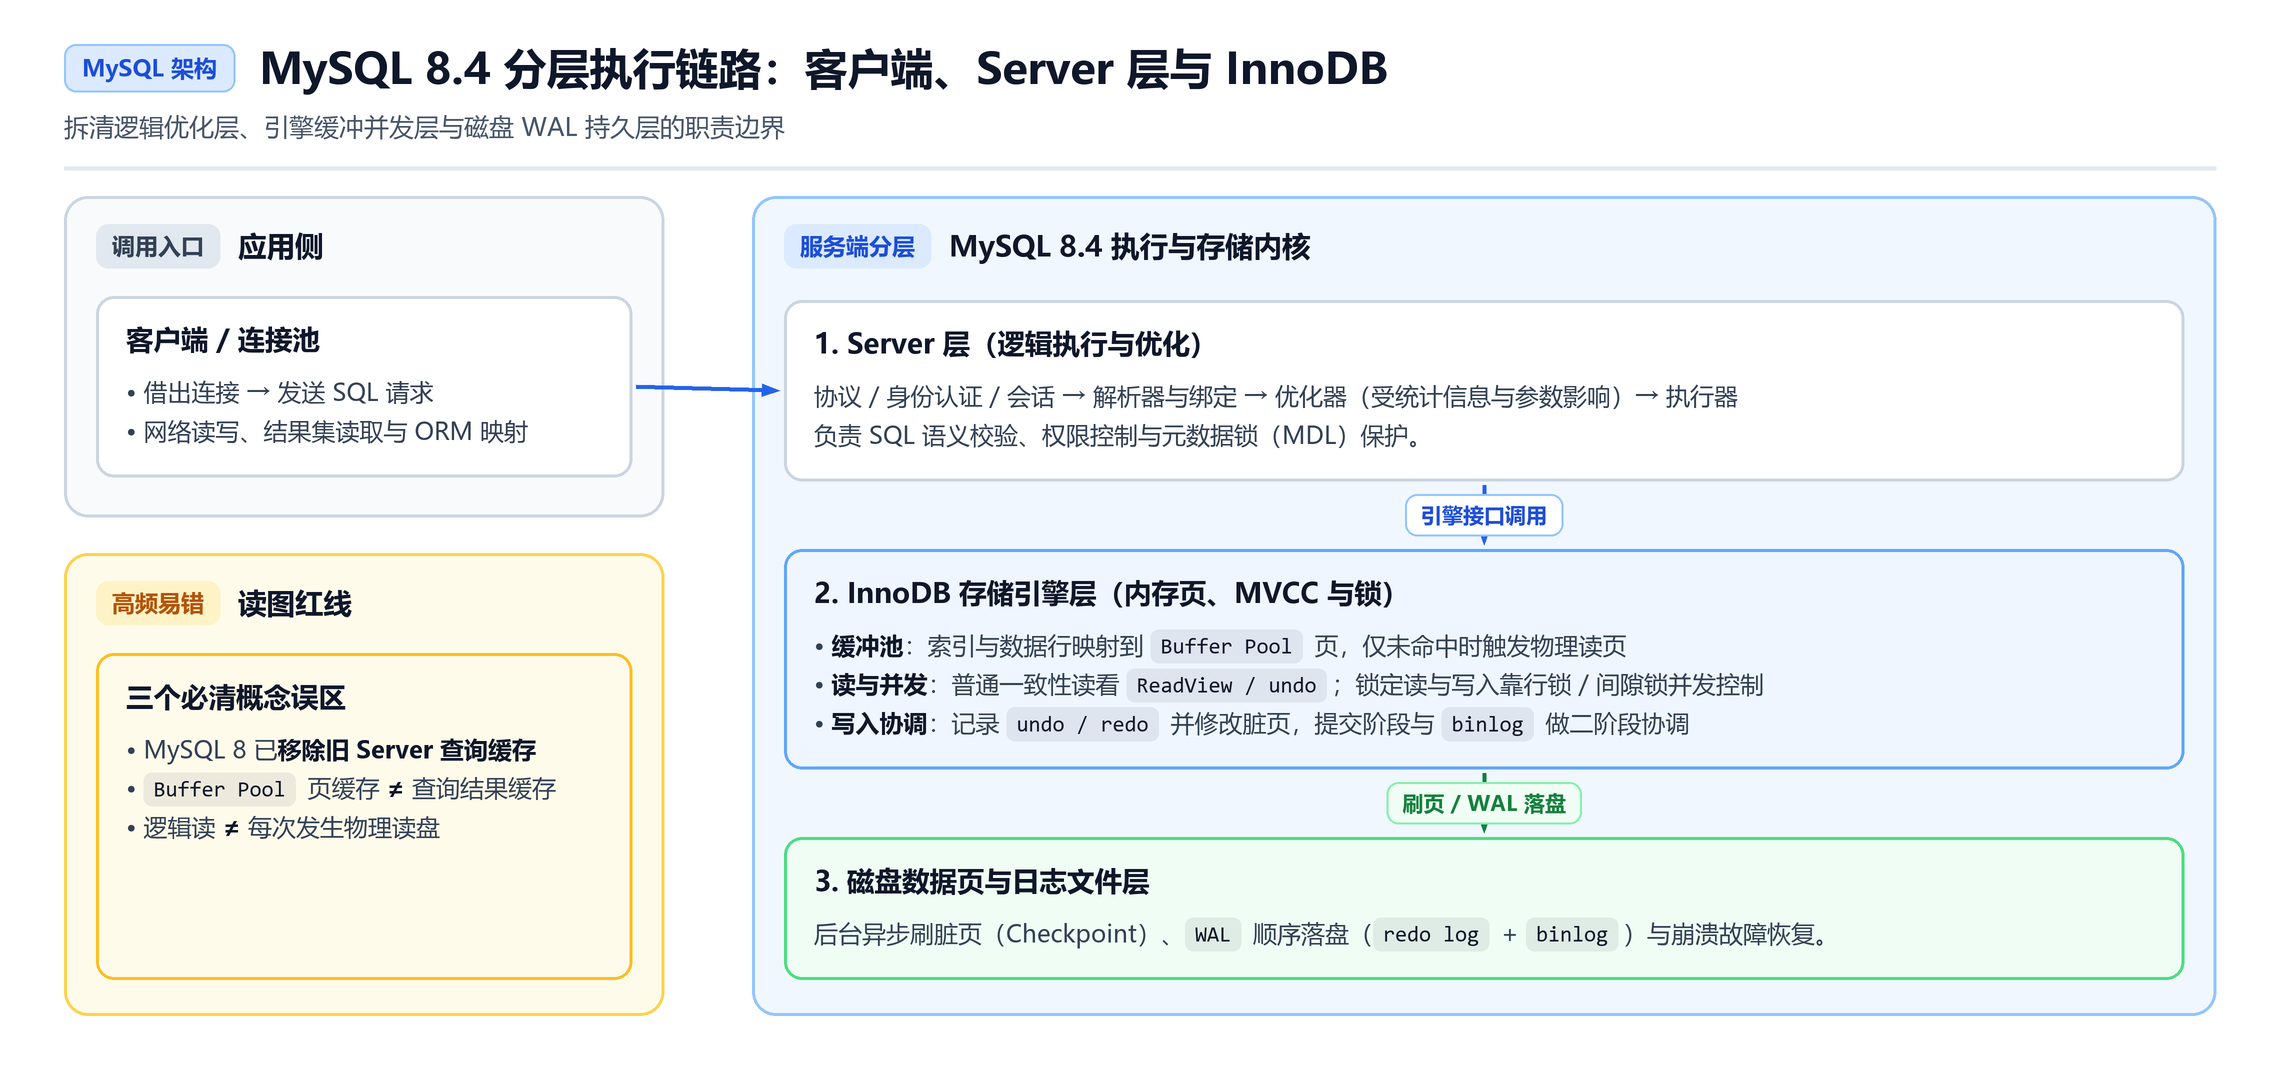 MySQL 架构
MySQL 8.4 分层执行链路：客户端、Server 层与 InnoDB
拆清逻辑优化层、引擎缓冲并发层与磁盘 WAL 持久层的职责边界
调用入口
应用侧
客户端 / 连接池
• 借出连接 → 发送 SQL 请求
• 网络读写、结果集读取与 ORM 映射
高频易错
读图红线
三个必清概念误区
• MySQL 8 已移除旧 Server 查询缓存
• Buffer Pool 页缓存 ≠ 查询结果缓存
• 逻辑读 ≠ 每次发生物理读盘
服务端分层
MySQL 8.4 执行与存储内核
1. Server 层（逻辑执行与优化）
协议 / 身份认证 / 会话 → 解析器与绑定 → 优化器（受统计信息与参数影响）→ 执行器
负责 SQL 语义校验、权限控制与元数据锁（MDL）保护。
引擎接口调用
2. InnoDB 存储引擎层（内存页、MVCC 与锁）
• 缓冲池：索引与数据行映射到 Buffer Pool 页，仅未命中时触发物理读页
• 读与并发：普通一致性读看 ReadView / undo；锁定读与写入靠行锁 / 间隙锁并发控制
• 写入协调：记录 undo / redo 并修改脏页，提交阶段与 binlog 做二阶段协调
刷页 / WAL 落盘
3. 磁盘数据页与日志文件层
后台异步刷脏页（Checkpoint）、WAL 顺序落盘（redo log + binlog）与崩溃故障恢复。